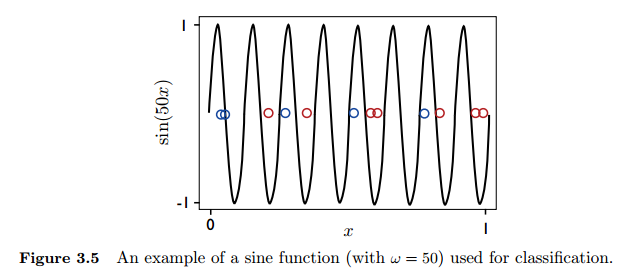 1
sin(50x)
-1
0
1
x
Figure 3.5 An example of a sine function (with ω = 50) used for classification.